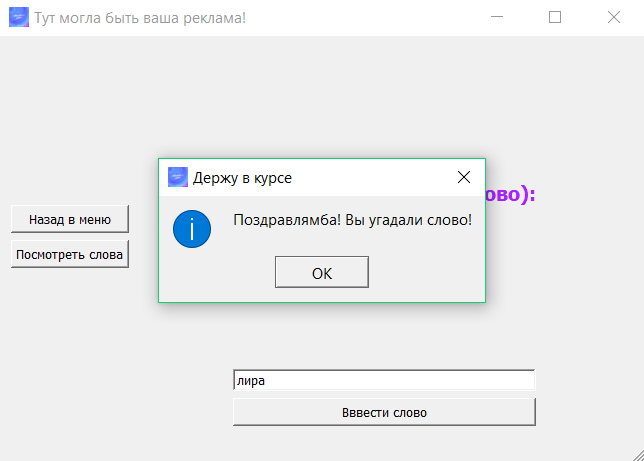 Тут могла быть ваша реклама!
Держу в курсе
ово):
Поздравлямба! Вы угадали слово!
Назад в меню
Посмотреть слова
OK
лира
Вввести слово